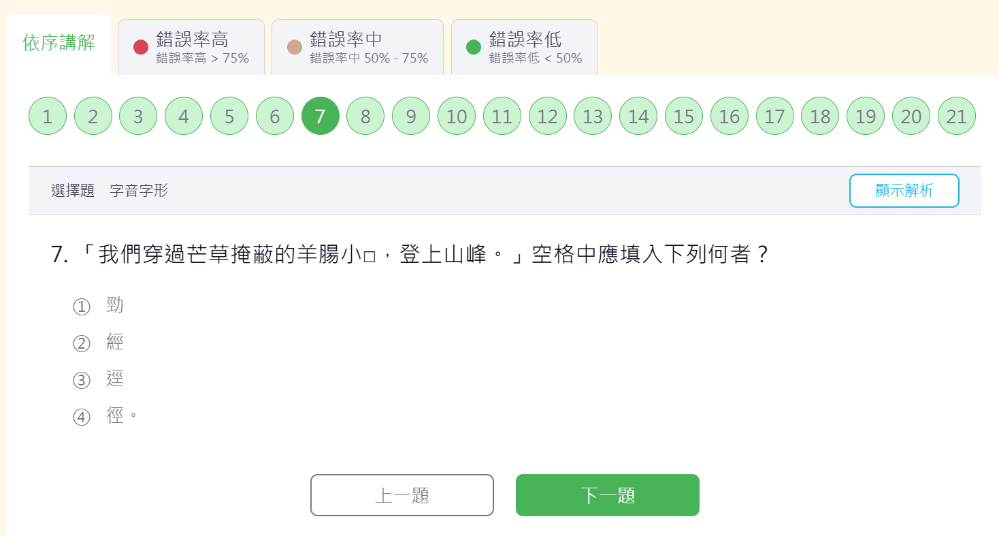 依序講解
錯誤率高
錯誤率高 > 75%
錯誤率中
錯誤率中 50% - 75%
錯誤率低
錯誤率低 < 50%
1 2 3 4 5 6 7 8 9 10 11 12 13 14 15 16 17 18 19 20 21
選擇題 字音字形 顯示解析
7. 「我們穿過芒草掩蔽的羊腸小□，登上山峰。」空格中應填入下列何者？
① 勁
② 經
③ 逕
④ 徑。
上一題 下一題